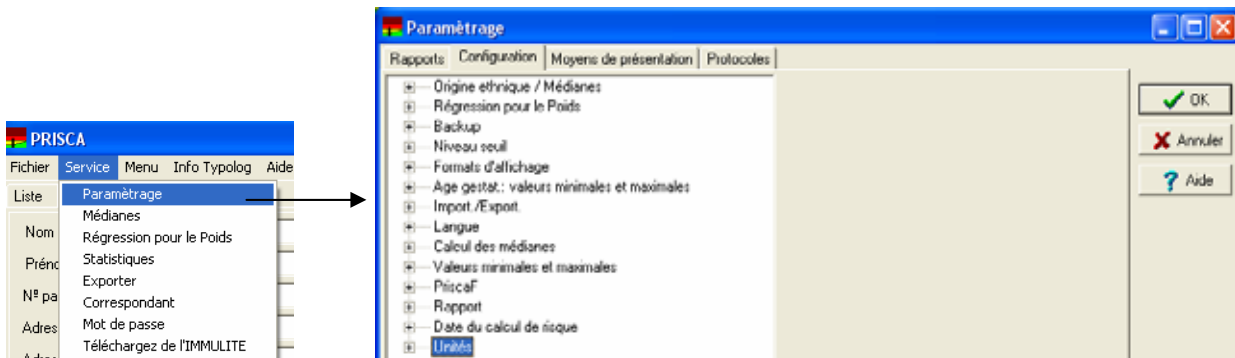 PRISCA
Fichier Service Menu Info Typolog Aide
Liste
Paramètrage
Médianes
Nom
Régression pour le Poids
Statistiques
Exporter
Nº pa
Correspondant
Adres
Mot de passe
Téléchargez de l'IMMULITE
Paramètrage
Rapports Configuration Moyens de présentation Protocoles
Origine ethnique / Médianes
Régression pour le Poids
Backup
Niveau seuil
Formats d'affichage
Age gestat.: valeurs minimales et maximales
Import./Export.
Langue
Calcul des médianes
Valeurs minimales et maximales
PriscaF
Rapport
Date du calcul de risque
Unités
OK
Annuler
Aide